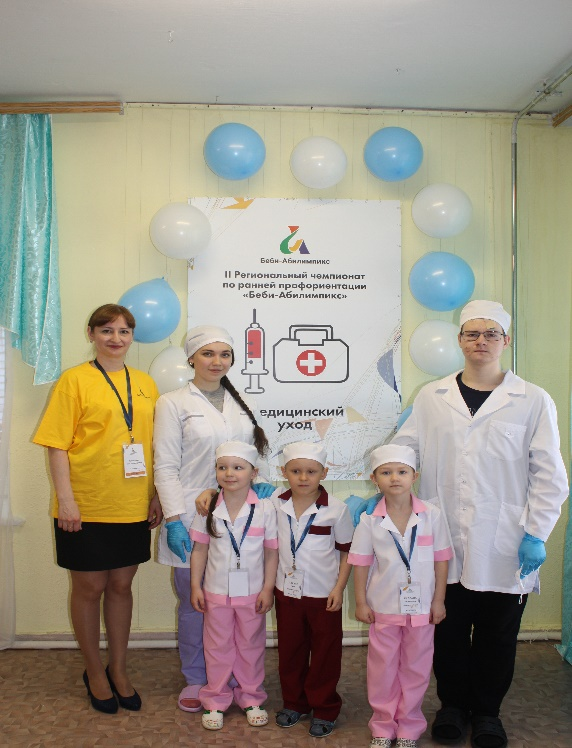 Беби-Абилимпикс
II Региональный чемпионат
по ранней профориентации
«Беби-Абилимпикс»
едицинский
уход